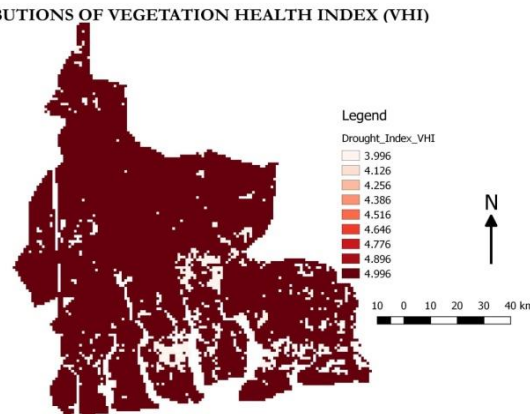 BUTIONS OF VEGETATION HEALTH INDEX (VHI)
Legend
Drought_Index_VHI
3.996
4.126
4.256
4.386
4.516
4.646
4.776
4.896
4.996
N
10 0 10 20 30 40 km